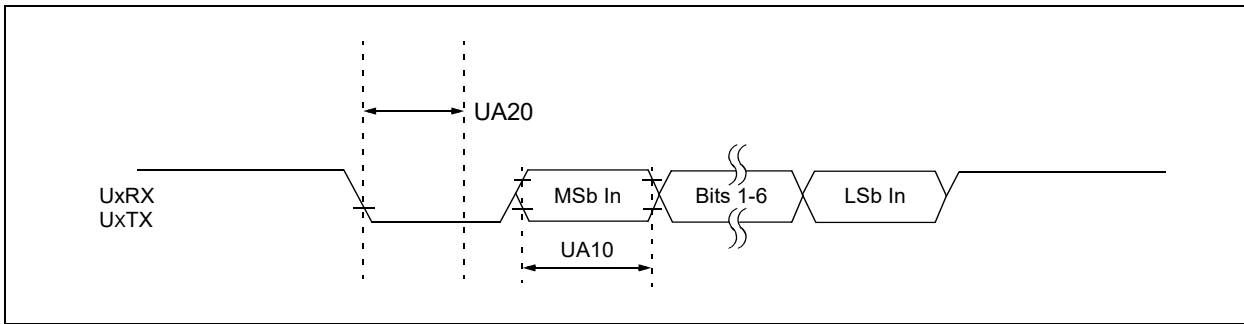 UA20
UxRX
UxTX
MSb In
Bits 1-6
LSb In
UA10